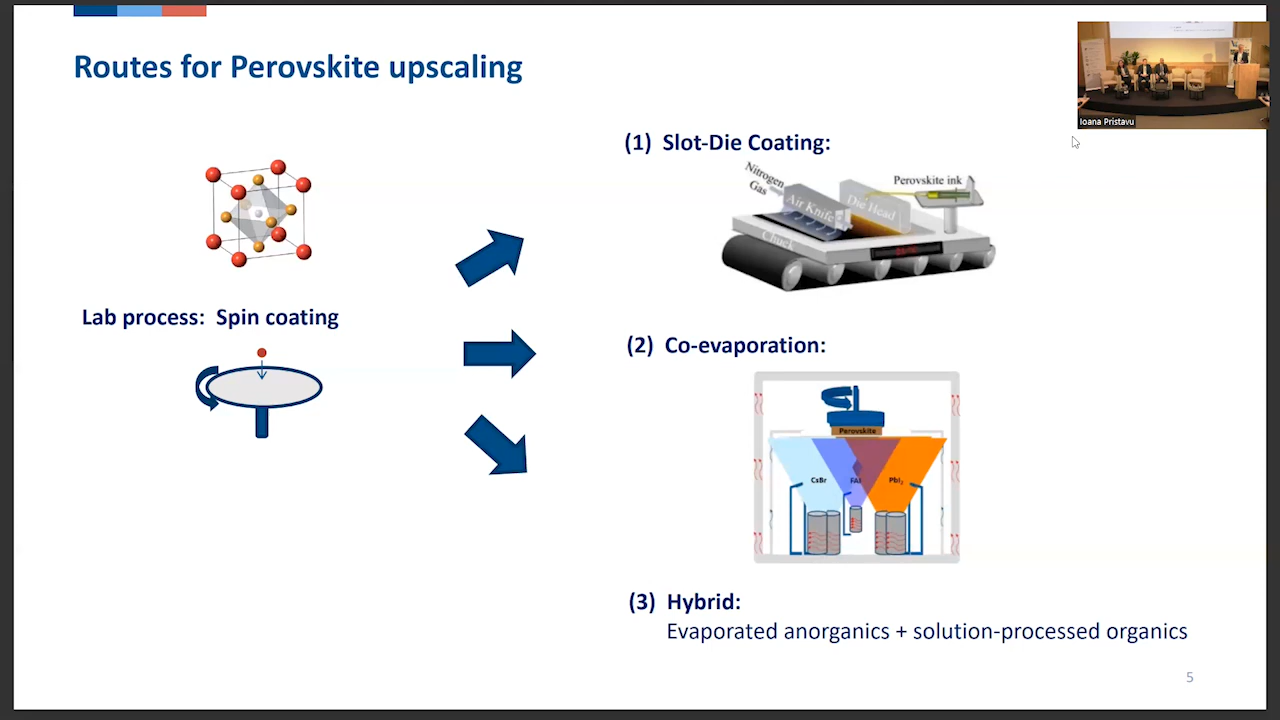 Routes for Perovskite upscaling
Ioana Pristavu
Lab process: Spin coating
(1) Slot-Die Coating:
Nitrogen
Gas
Air Knife
Die Head
Perovskite ink
Chuck
(2) Co-evaporation:
Perovskite
CsBr
FAI
PbI₂
(3) Hybrid:
Evaporated anorganics + solution-processed organics
5